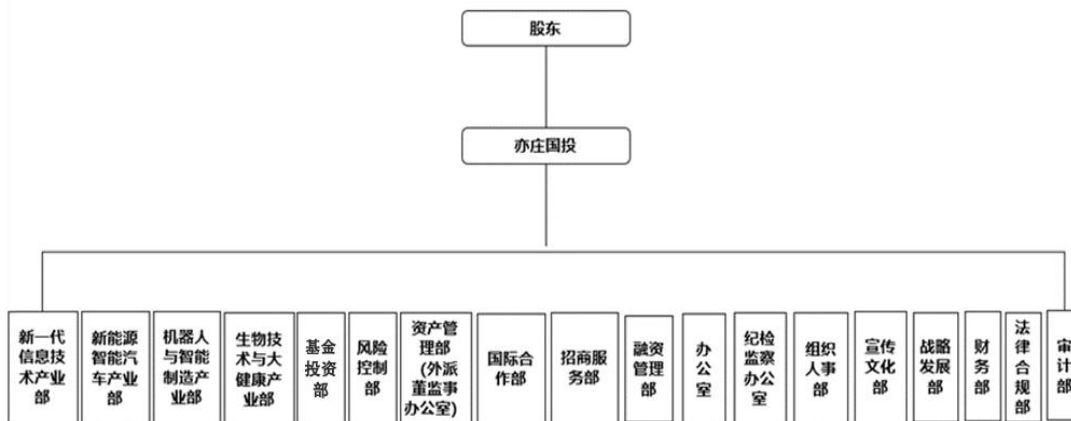 股东
亦庄国投
新一代
信息技
术产业
部
新能源
智能汽
车产业部
机器人
与智能
制造产
业部
生物技
术与大
健康产
业部
基金
投资
部
风险
控制
部
资产管
理部
(外派
董监事
办公室)
国际合
作部
招商服
务部
融资
管理
部
办
公
室
纪检
监察
办公
室
组织
人事
部
宣传
文化
部
战略
发展
部
财
务
部
法
律
合
规
部
审
计
部